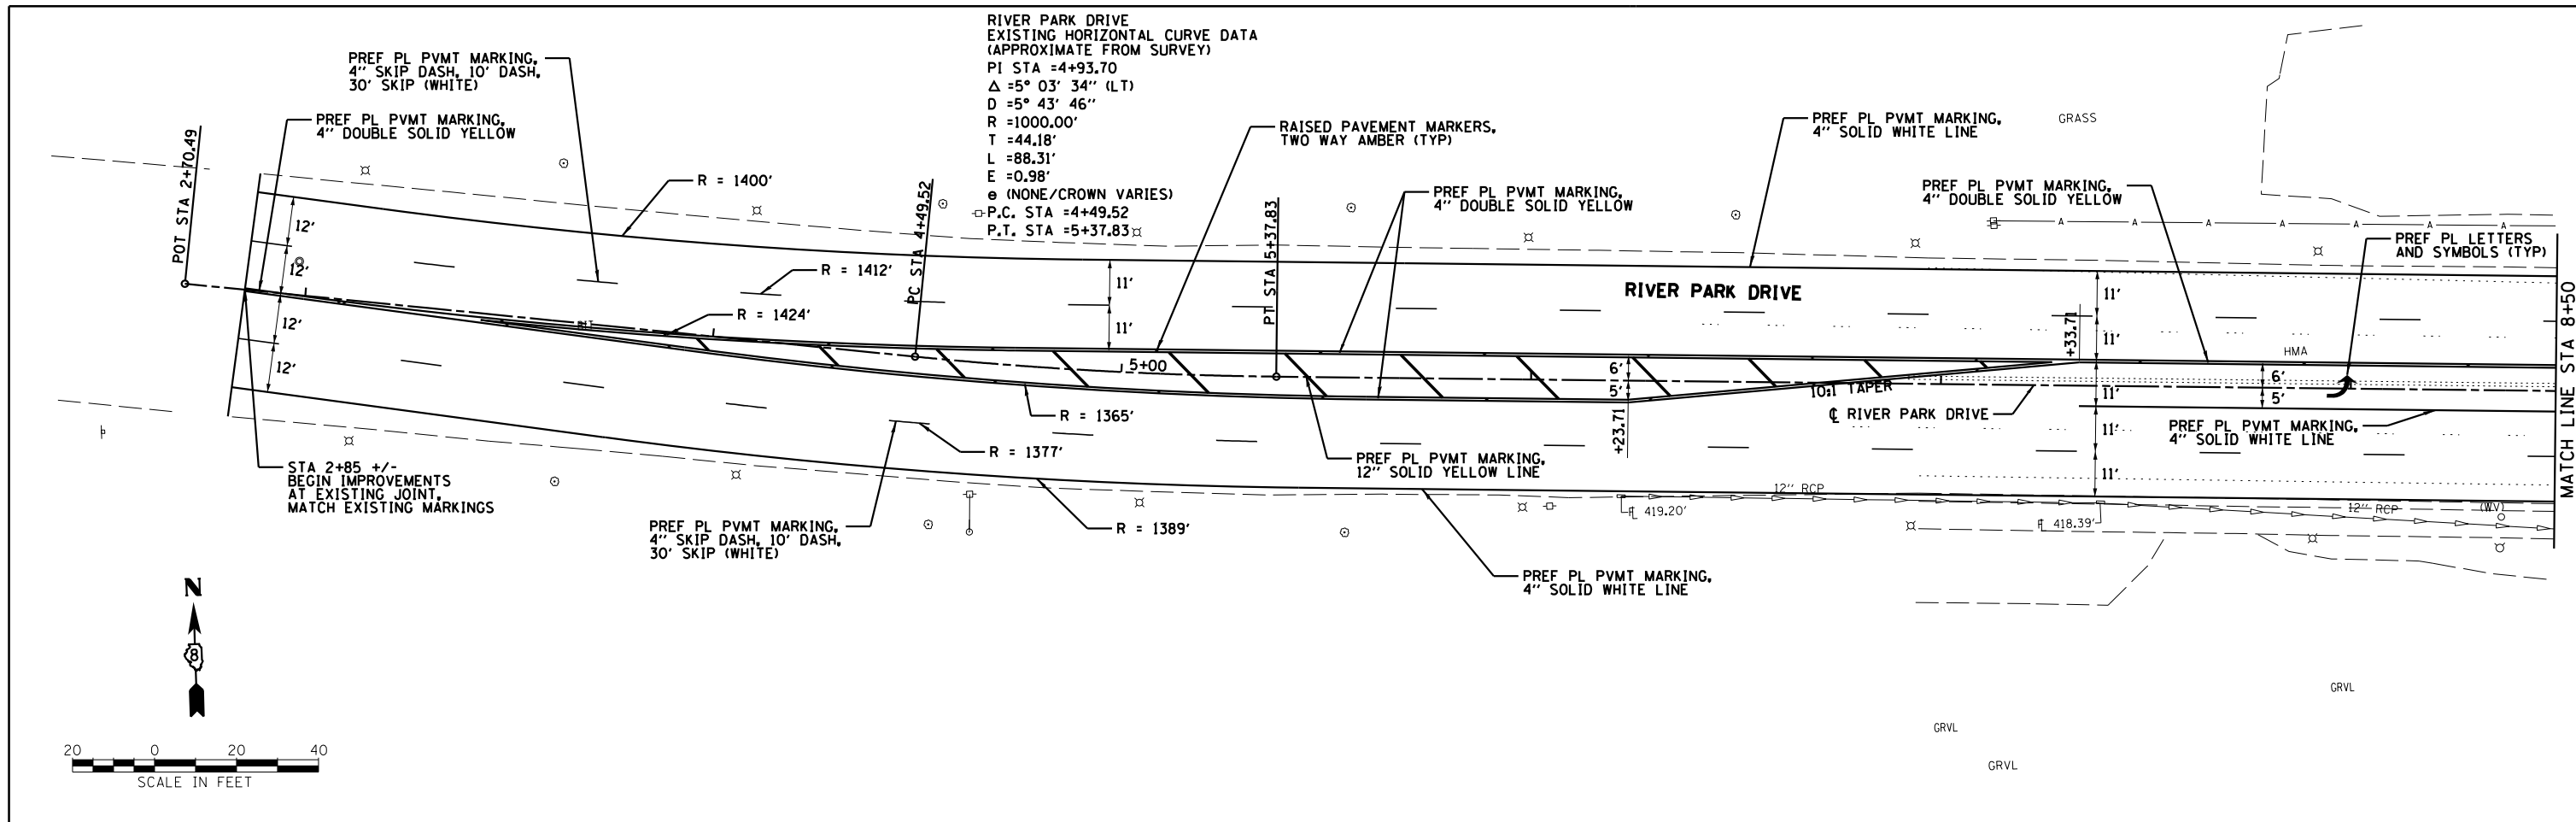 RIVER PARK DRIVE
EXISTING HORIZONTAL CURVE DATA
(APPROXIMATE FROM SURVEY)
PI STA =4+93.70
Δ =5° 03' 34'' (LT)
D =5° 43' 46''
R =1000.00'
T =44.18'
L =88.31'
E =0.98'
e (NONE/CROWN VARIES)
P.C. STA =4+49.52
P.T. STA =5+37.83
PREF PL PVMT MARKING,
4'' SKIP DASH, 10' DASH,
30' SKIP (WHITE)
PREF PL PVMT MARKING,
4'' DOUBLE SOLID YELLOW
POT STA 2+70.49
12'
12'
12'
12'
R = 1400'
R = 1412'
R = 1424'
PC STA 4+49.52
11'
11'
5+00
PT STA 5+37.83
RAISED PAVEMENT MARKERS,
TWO WAY AMBER (TYP)
PREF PL PVMT MARKING,
4'' DOUBLE SOLID YELLOW
PREF PL PVMT MARKING,
4'' SOLID WHITE LINE
GRASS
PREF PL PVMT MARKING,
4'' DOUBLE SOLID YELLOW
A A A A A A A
PREF PL LETTERS
AND SYMBOLS (TYP)
RIVER PARK DRIVE
11'
11'
11'
11'
11'
+33.71
HMA
6'
5'
6'
5'
10:1 TAPER
℄ RIVER PARK DRIVE
+23.71
PREF PL PVMT MARKING,
4'' SOLID WHITE LINE
MATCH LINE STA 8+50
R = 1365'
R = 1377'
R = 1389'
PREF PL PVMT MARKING,
12'' SOLID YELLOW LINE
STA 2+85 +/-
BEGIN IMPROVEMENTS
AT EXISTING JOINT,
MATCH EXISTING MARKINGS
PREF PL PVMT MARKING,
4'' SKIP DASH, 10' DASH,
30' SKIP (WHITE)
12'' RCP
FL 419.20'
FL 418.39'
12'' RCP
(WV)
PREF PL PVMT MARKING,
4'' SOLID WHITE LINE
N
8
GRVL
GRVL
GRVL
20 0 20 40
SCALE IN FEET